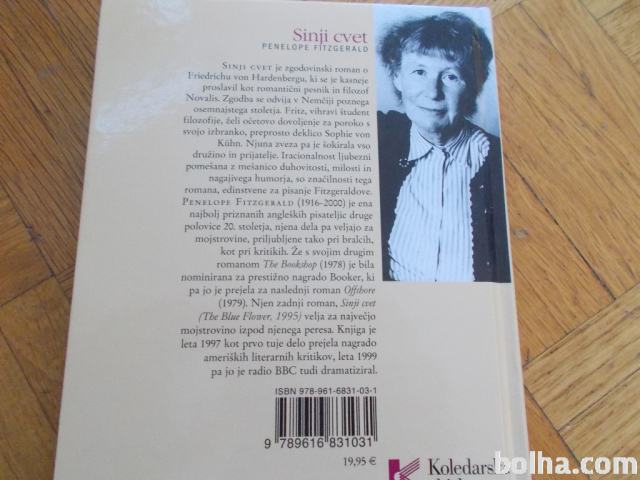 Sinji cvet
PENELOPE FITZGERALD
SINJI CVET je zgodovinski roman o
Friedrichu von Hardenbergu, ki se je kasneje
proslavil kot romantični pesnik in filozof
Novalis. Zgodba se odvija v Nemčiji poznega
osemnajstega stoletja. Fritz, vihravi študent
filozofije, želi očetovo dovoljenje za poroko s
svojo izbranko, preprosto deklico Sophie von
Kühn. Njuna zveza pa je šokirala vso
družino in prijatelje. Iracionalnost ljubezni
pomešana z mešanico duhovitosti, milosti in
nagajivega humorja, so značilnosti tega
romana, edinstvene za pisanje Fitzgeraldove.
PENELOPE FITZGERALD (1916-2000) je ena
najbolj priznanih angleških pisateljic druge
polovice 20. stoletja, njena dela pa veljajo za
mojstrovine, priljubljene tako pri bralcih,
kot pri kritikih. Že s svojim drugim
romanom The Bookshop (1978) je bila
nominirana za prestižno nagrado Booker, ki
pa jo je prejela za naslednji roman Offshore
(1979). Njen zadnji roman, Sinji cvet
(The Blue Flower, 1995) velja za največjo
mojstrovino izpod njenega peresa. Knjiga je
leta 1997 kot prvo tuje delo prejela nagrado
ameriških literarnih kritikov, leta 1999
pa jo je radio BBC tudi dramatiziral.
ISBN 978-961-6831-03-1
9 789616 831031
19,95 €
Koledarska
bolha.com